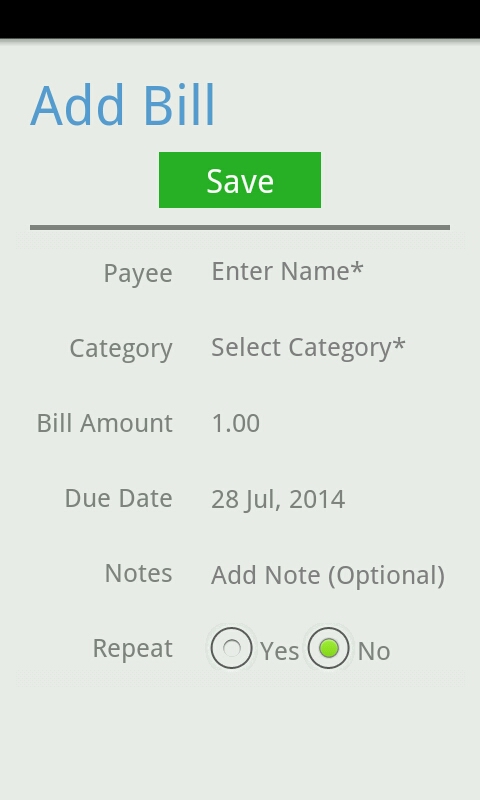 Add Bill
Save
Payee Enter Name*
Category Select Category*
Bill Amount 1.00
Due Date 28 Jul, 2014
Notes Add Note (Optional)
Repeat Yes No